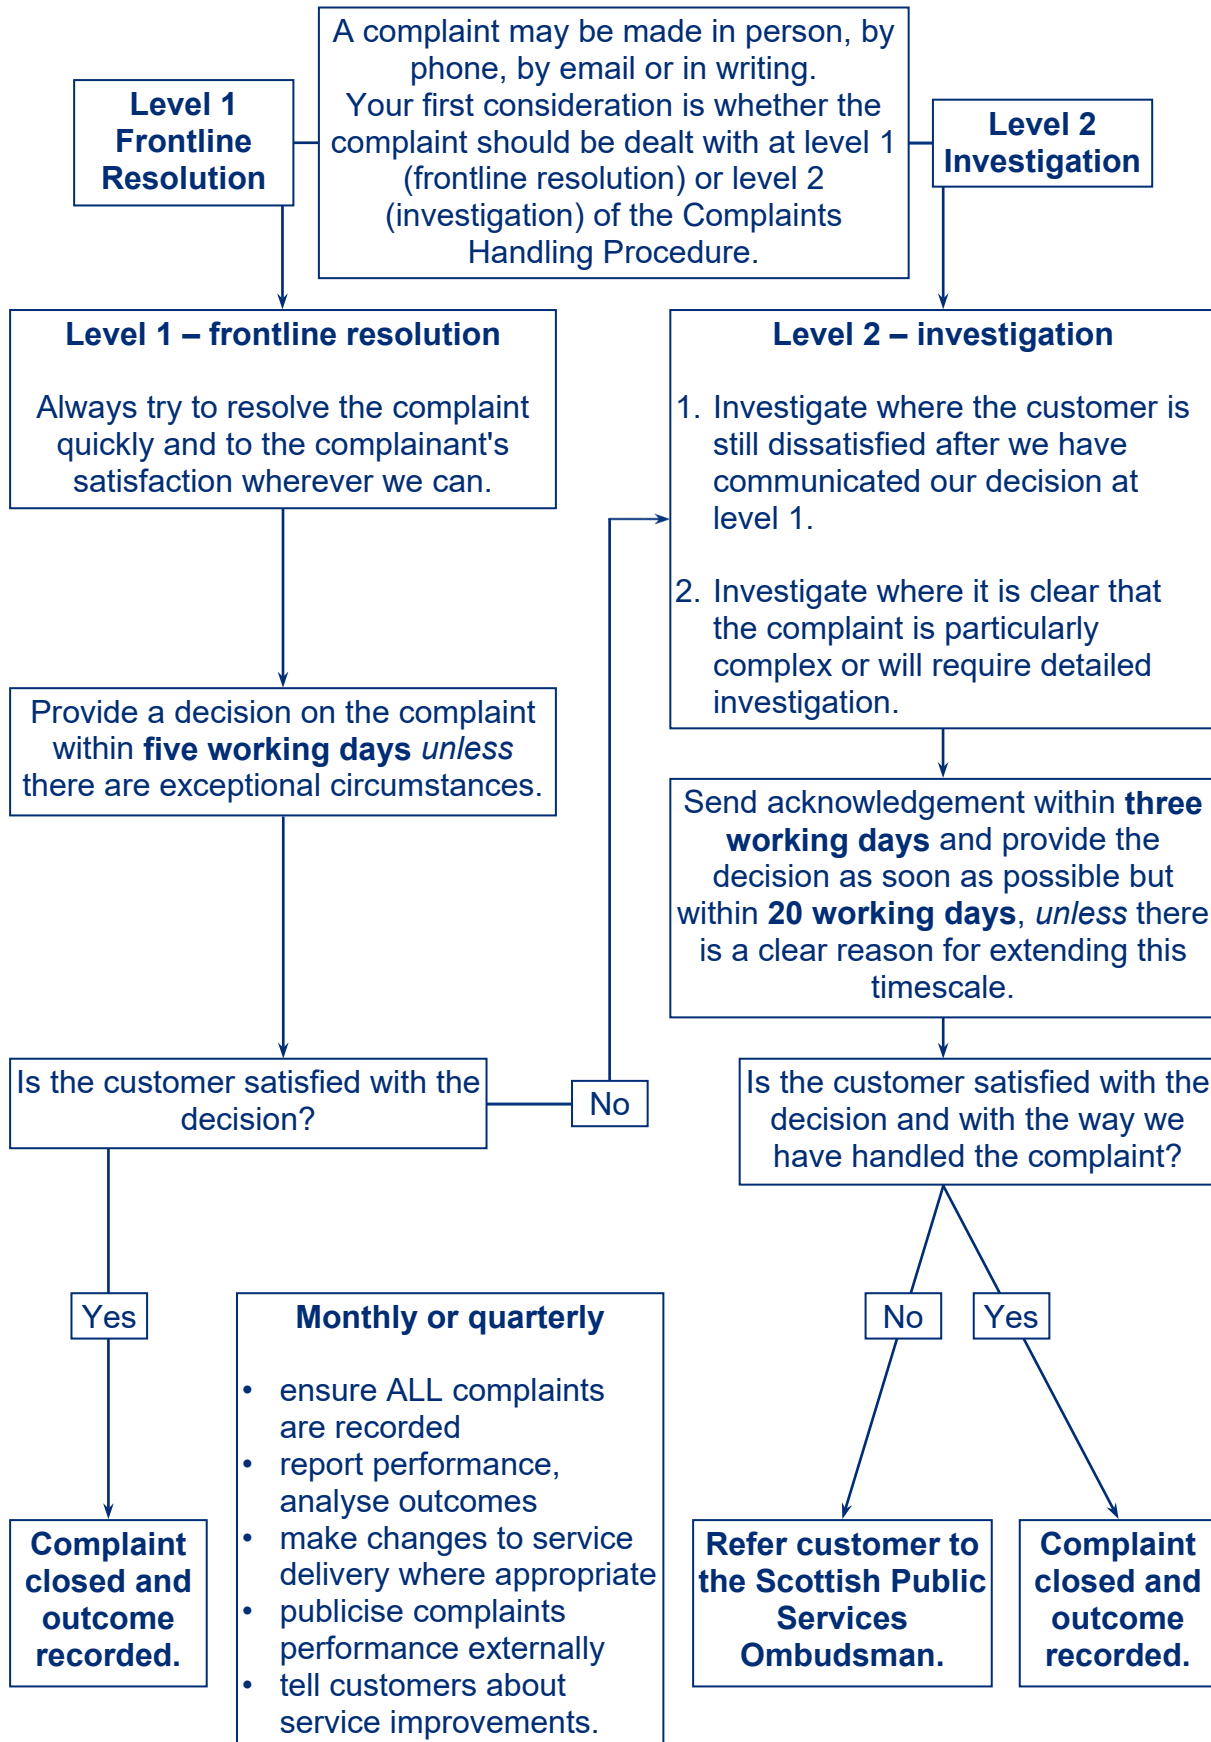 A complaint may be made in person, by
phone, by email or in writing.
Your first consideration is whether the
complaint should be dealt with at level 1
(frontline resolution) or level 2
(investigation) of the Complaints
Handling Procedure.
Level 1
Frontline
Resolution
Level 2
Investigation
Level 1 – frontline resolution
Always try to resolve the complaint
quickly and to the complainant's
satisfaction wherever we can.
Provide a decision on the complaint
within five working days unless
there are exceptional circumstances.
Is the customer satisfied with the
decision?
No
Yes
Complaint
closed and
outcome
recorded.
Level 2 – investigation
1. Investigate where the customer is
still dissatisfied after we have
communicated our decision at
level 1.
2. Investigate where it is clear that
the complaint is particularly
complex or will require detailed
investigation.
Send acknowledgement within three
working days and provide the
decision as soon as possible but
within 20 working days, unless there
is a clear reason for extending this
timescale.
Is the customer satisfied with the
decision and with the way we
have handled the complaint?
No
Yes
Refer customer to
the Scottish Public
Services
Ombudsman.
Complaint
closed and
outcome
recorded.
Monthly or quarterly
• ensure ALL complaints
are recorded
• report performance,
analyse outcomes
• make changes to service
delivery where appropriate
• publicise complaints
performance externally
• tell customers about
service improvements.